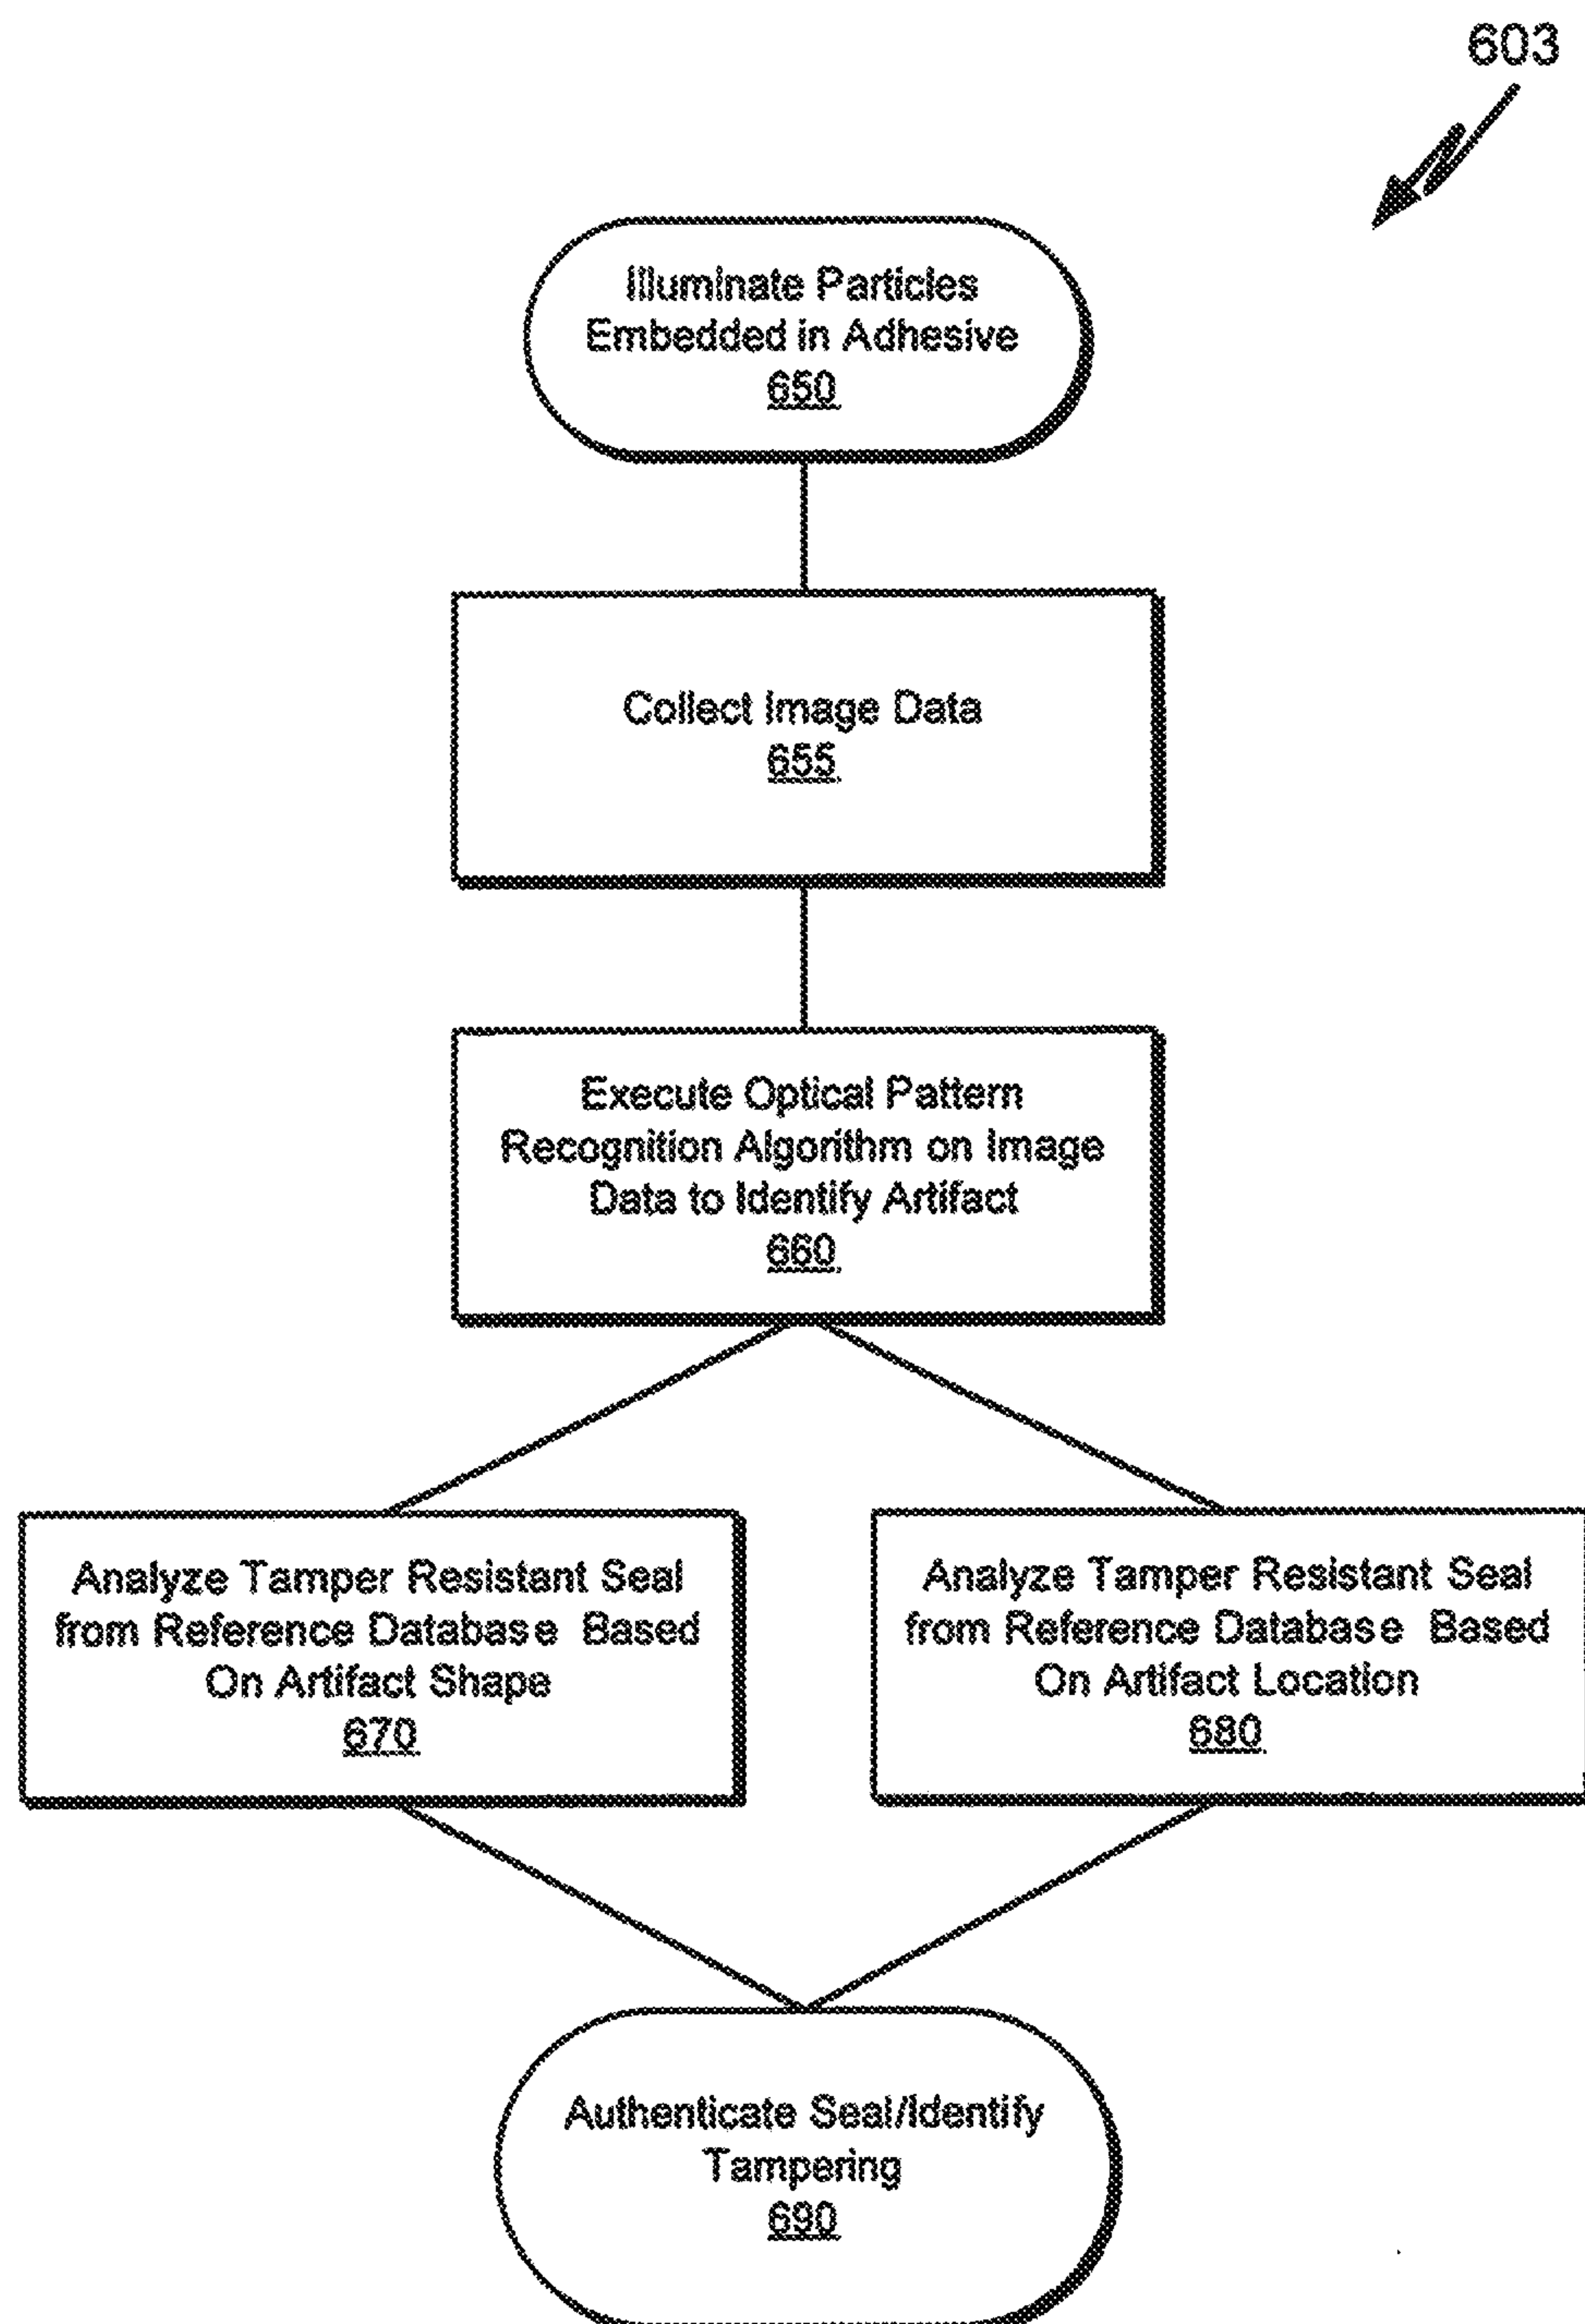 603
Illuminate Particles
Embedded in Adhesive
650
Collect Image Data
655
Execute Optical Pattern
Recognition Algorithm on Image
Data to Identify Artifact
660
Analyze Tamper Resistant Seal
from Reference Database Based
On Artifact Shape
670
Analyze Tamper Resistant Seal
from Reference Database Based
On Artifact Location
680
Authenticate Seal/Identify
Tampering
690